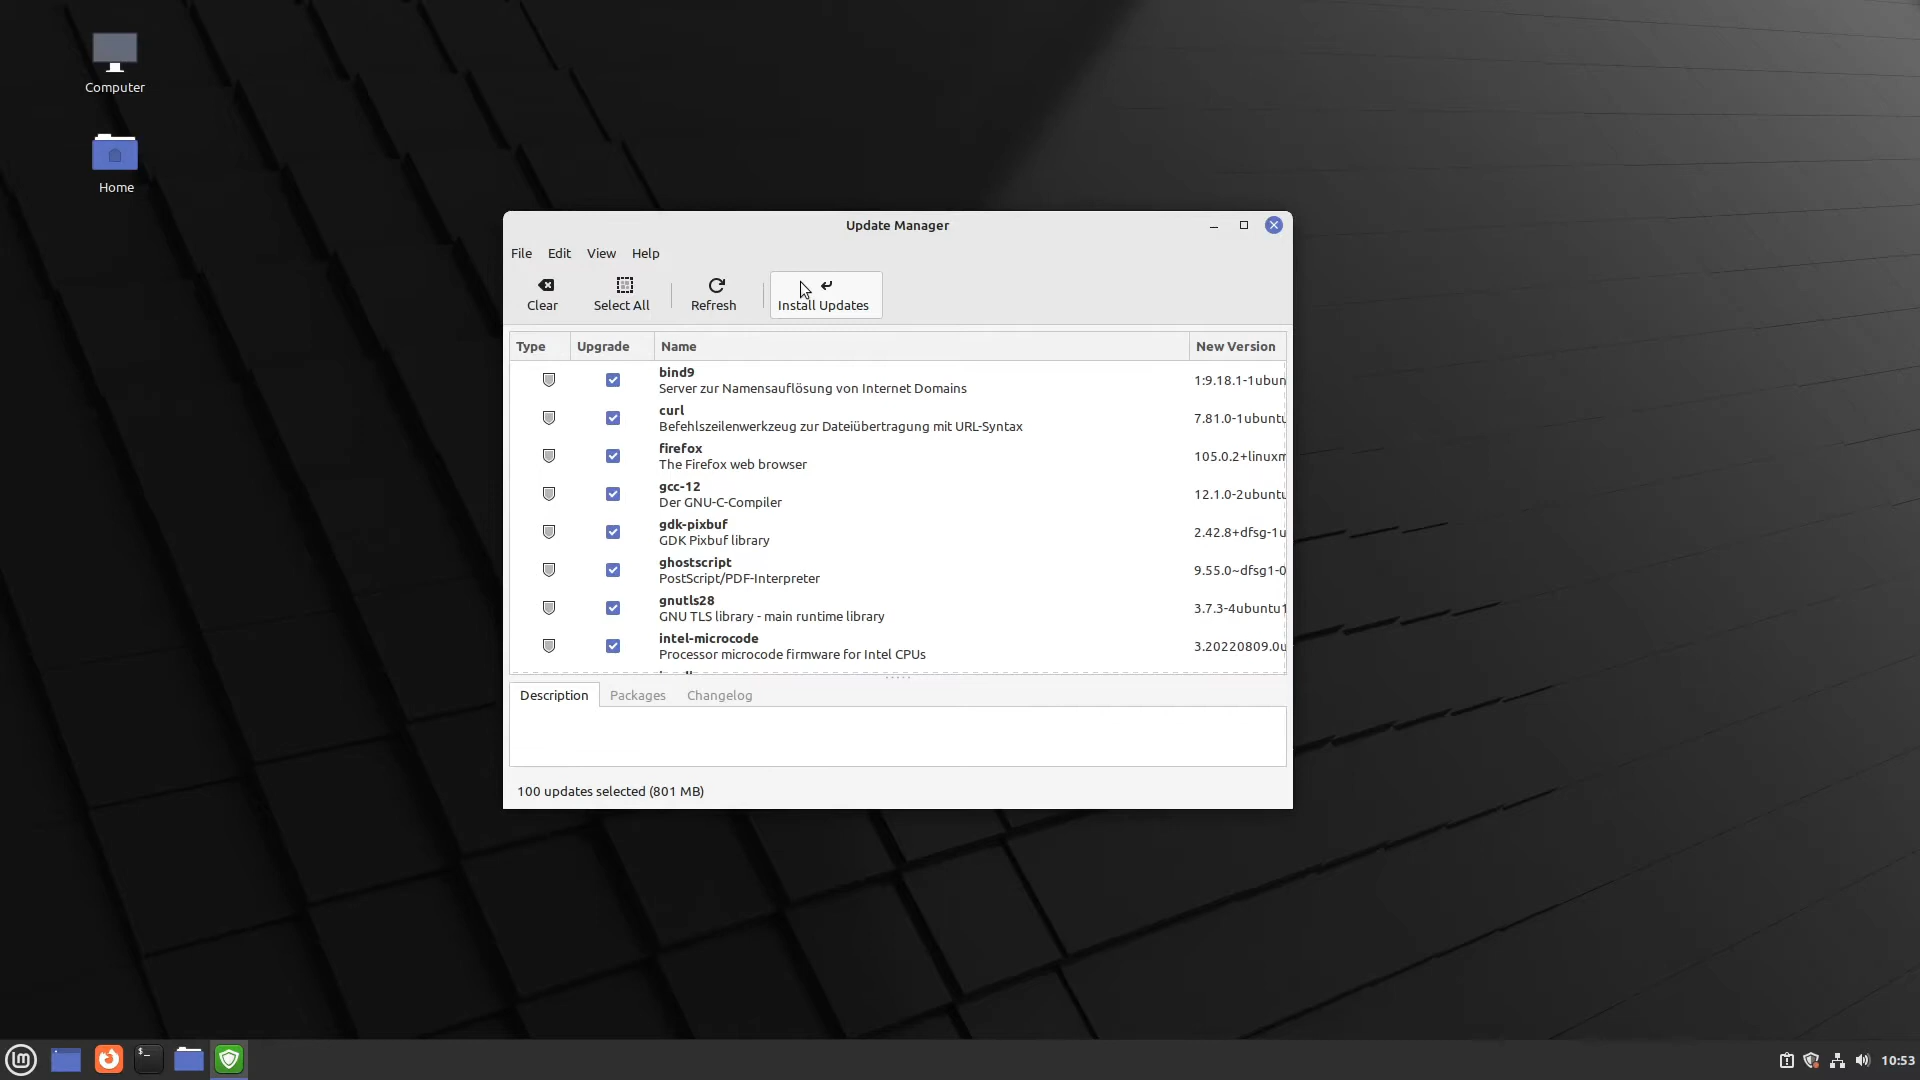 Computer
Home
Update Manager
File Edit View Help
Clear Select All Refresh Install Updates
Type Upgrade Name New Version
bind9
Server zur Namensauflösung von Internet Domains
1:9.18.1-1ubun
curl
Befehlszeilenwerkzeug zur Dateiübertragung mit URL-Syntax
7.81.0-1ubuntu
firefox
The Firefox web browser
105.0.2+linuxm
gcc-12
Der GNU-C-Compiler
12.1.0-2ubuntu
gdk-pixbuf
GDK Pixbuf library
2.42.8+dfsg-1u
ghostscript
PostScript/PDF-Interpreter
9.55.0~dfsg1-0
gnutls28
GNU TLS library - main runtime library
3.7.3-4ubuntu1
intel-microcode
Processor microcode firmware for Intel CPUs
3.20220809.0u
Description Packages Changelog
100 updates selected (801 MB)
10:53